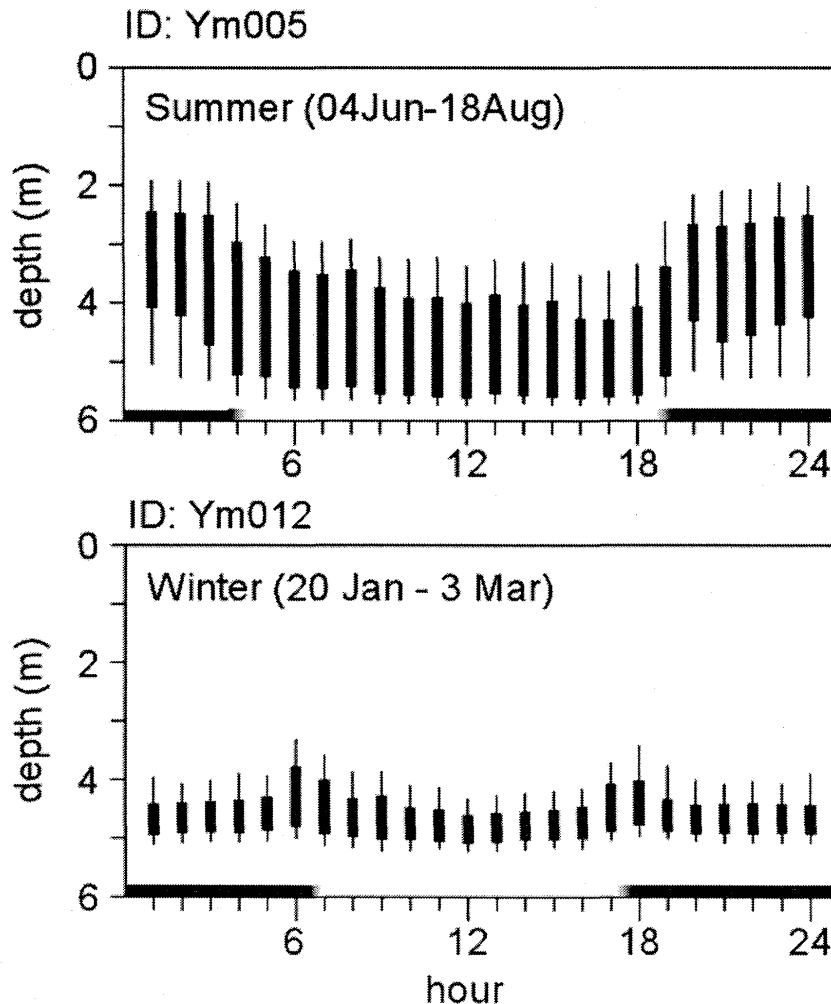 ID: Ym005
0
Summer (04Jun-18Aug)
2
depth (m)
4
6
6 12 18 24
ID: Ym012
0
Winter (20 Jan - 3 Mar)
2
depth (m)
4
6
6 12 18 24
hour